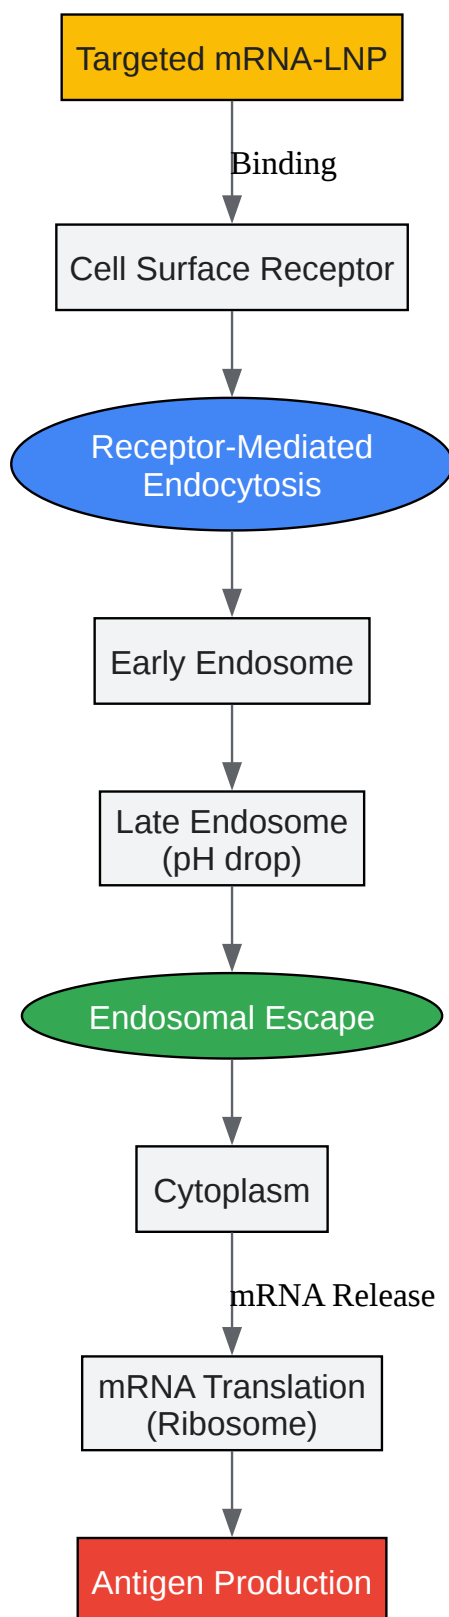 Targeted mRNA-LNP
Binding
Cell Surface Receptor
Receptor-Mediated
Endocytosis
Early Endosome
Late Endosome
(pH drop)
Endosomal Escape
Cytoplasm
mRNA Release
mRNA Translation
(Ribosome)
Antigen Production